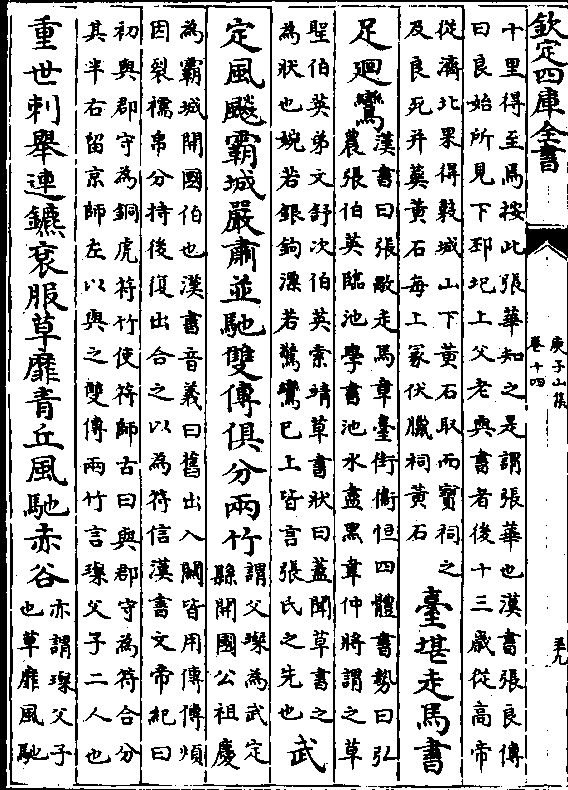 欽定四庫全書
庾子山集
卷十四
五九
十里得至焉按此張華知之是謂張華也漢書張良傳
曰良始所見下邳圯上父老與書者後十三歲從高帝
從濟北果得穀城山下黃石取而寶祠之
及良死并葬黃石每上冢伏臘祠黃石
臺堪走馬書
足廻鸞
漢書曰張敞走馬章臺街衛恒四體書勢曰弘
農張伯英臨池學書池水盡黑韋仲將謂之草
聖伯英弟文舒次伯英索靖草書狀曰蓋聞草書之
為狀也婉若銀鉤漂若驚鸞已上皆言張氏之先也
武
定風飈霸城嚴肅並馳雙傳俱分兩竹
謂父璨為武定
縣開國公祖慶
為霸城開國伯也漢書音義曰舊出入關皆用傳傳煩
因裂繻帛分持後復出合之以為符信漢書文帝紀曰
初與郡守為銅虎符竹使符師古曰與郡守為符合分
其半右留京師左以與之雙傳兩竹言璨父子二人也
重世刺舉連鑣衮服草靡青丘風馳赤谷
亦謂璨父子
也草靡風馳